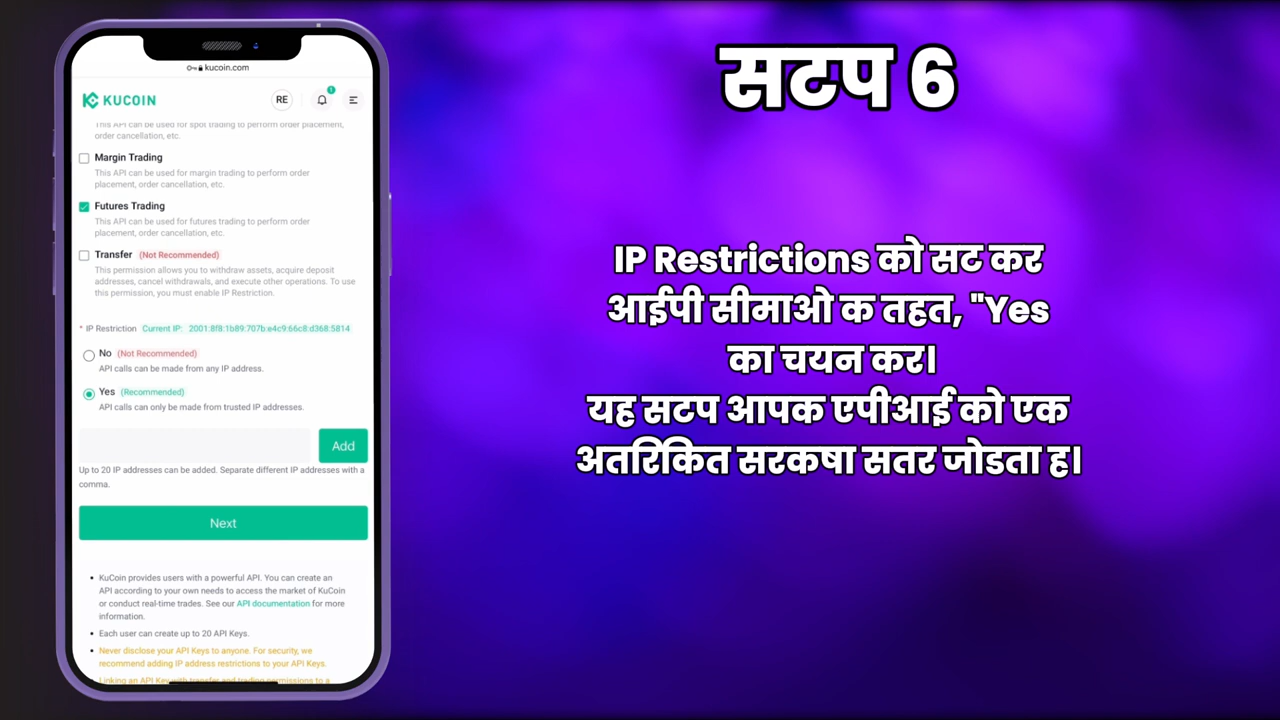 kucoin.com
KUCOIN
RE
1
This API can be used for spot trading to perform order placement,
order cancellation, etc.
Margin Trading
This API can be used for margin trading to perform order
placement, order cancellation, etc.
Futures Trading
This API can be used for futures trading to perform order
placement, order cancellation, etc.
Transfer (Not Recommended)
This permission allows you to withdraw assets, acquire deposit
addresses, cancel withdrawals, and execute other operations. To use
this permission, you must enable IP Restriction.
* IP Restriction Current IP: 2001:8f8:1b89:707b:e4c9:66c8:d368:5814
No (Not Recommended)
API calls can be made from any IP address.
Yes (Recommended)
API calls can only be made from trusted IP addresses.
Add
Up to 20 IP addresses can be added. Separate different IP addresses with a
comma.
Next
• KuCoin provides users with a powerful API. You can create an
API according to your own needs to access the market of KuCoin
or conduct real-time trades. See our API documentation for more
information.
• Each user can create up to 20 API Keys.
• Never disclose your API Keys to anyone. For security, we
recommend adding IP address restrictions to your API Keys.
• Linking an API Key with transfer and trading permissions to a
सटप 6
IP Restrictions को सट कर
आईपी सीमाओ क तहत, "Yes
का चयन कर।
यह सटप आपक एपीआई को एक
अतरिकित सरकषा सतर जोडता ह।